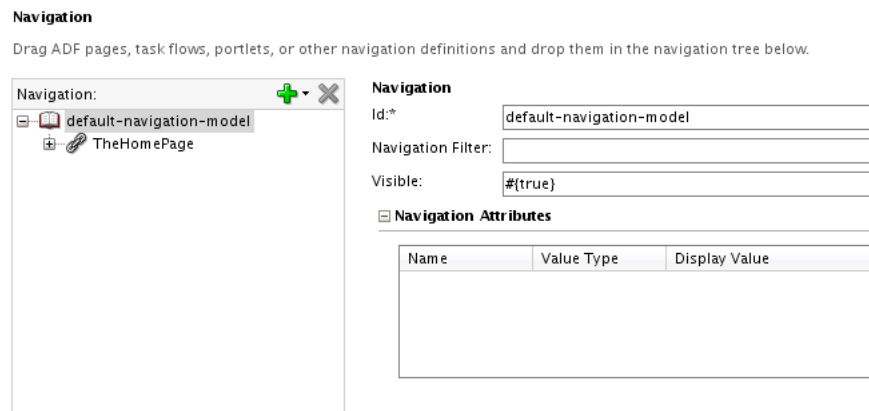 Navigation
Drag ADF pages, task flows, portlets, or other navigation definitions and drop them in the navigation tree below.
Navigation:
default-navigation-model
TheHomePage
Navigation
Id:*
default-navigation-model
Navigation Filter:
Visible:
#{true}
Navigation Attributes
Name Value Type Display Value